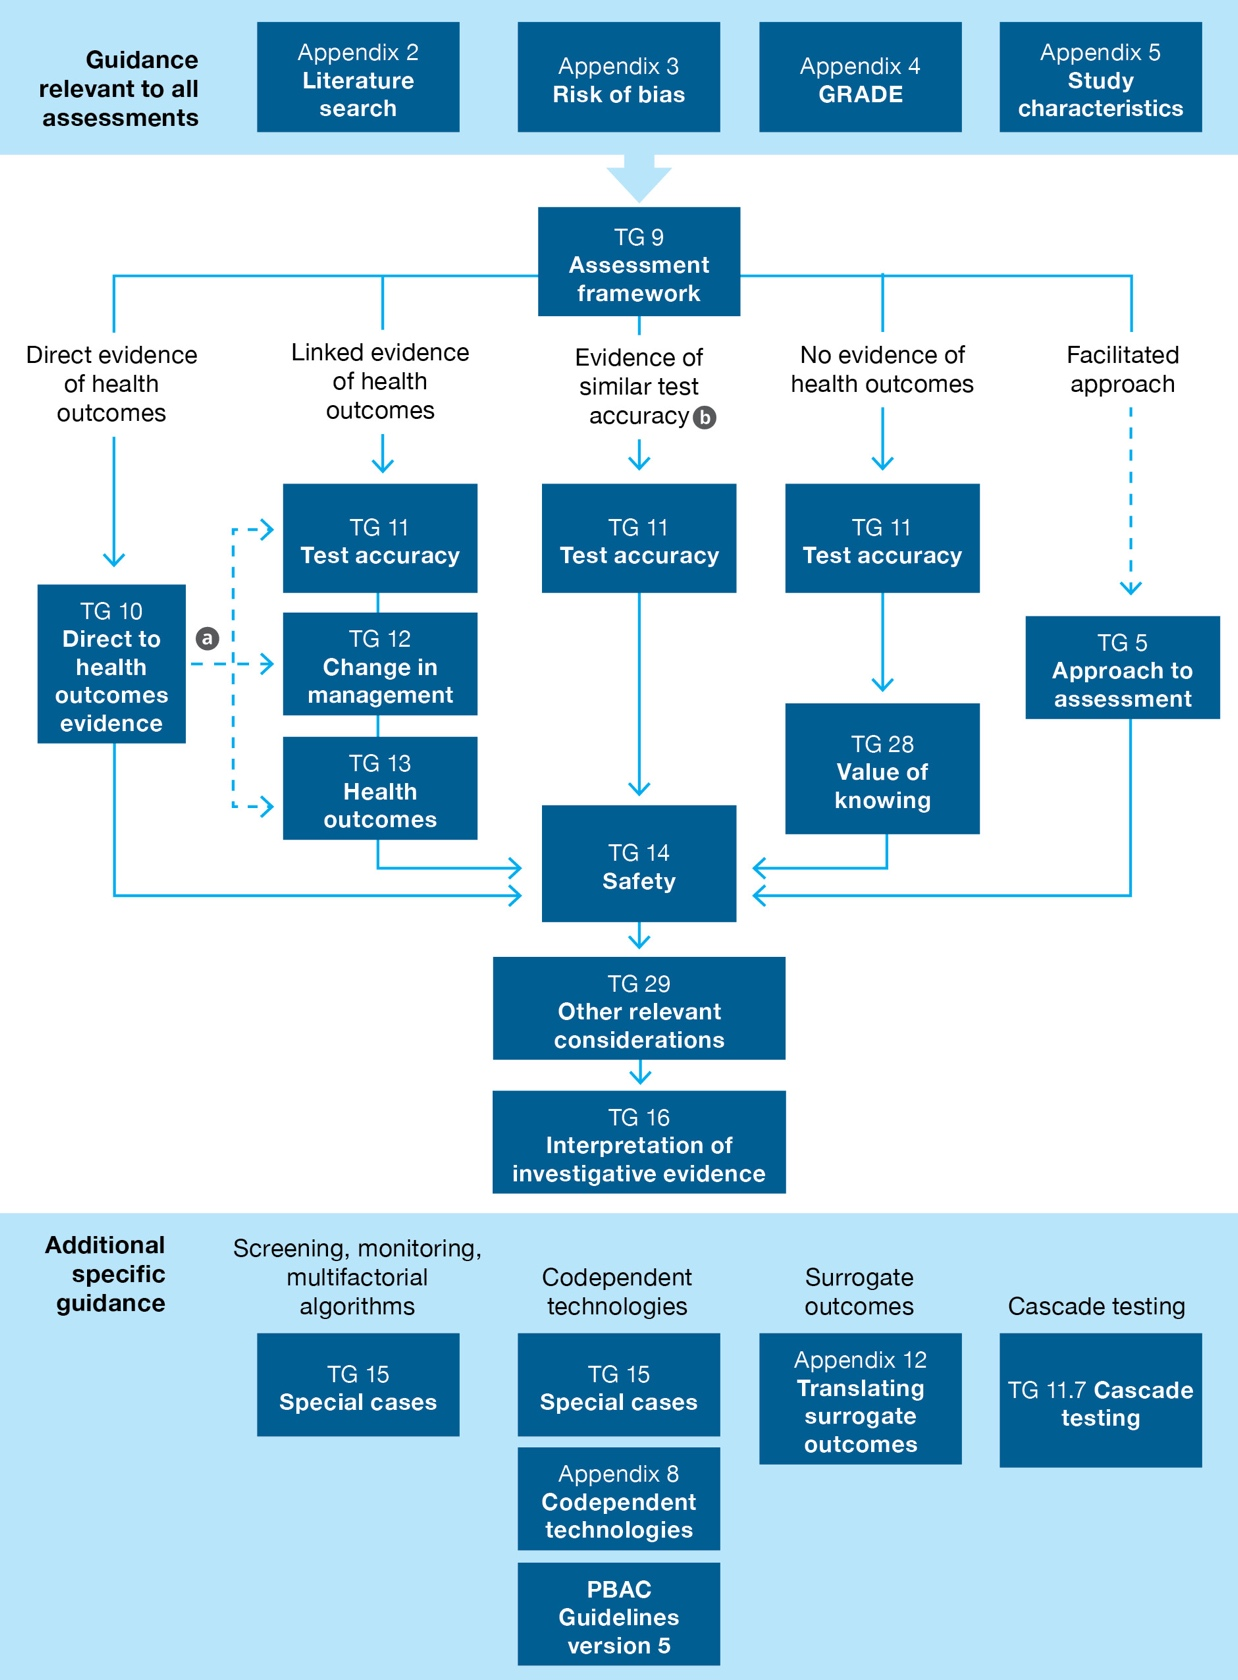 Guidance
relevant to all
assessments
Appendix 2
Literature
search
Appendix 3
Risk of bias
Appendix 4
GRADE
Appendix 5
Study
characteristics
TG 9
Assessment
framework
Direct evidence
of health
outcomes
Linked evidence
of health
outcomes
Evidence of
similar test
accuracy b
No evidence of
health outcomes
Facilitated
approach
TG 11
Test accuracy
TG 11
Test accuracy
TG 11
Test accuracy
TG 10
Direct to
health
outcomes
evidence
a
TG 12
Change in
management
TG 13
Health
outcomes
TG 28
Value of
knowing
TG 5
Approach to
assessment
TG 14
Safety
TG 29
Other relevant
considerations
TG 16
Interpretation of
investigative evidence
Additional
specific
guidance
Screening, monitoring,
multifactorial
algorithms
TG 15
Special cases
Codependent
technologies
TG 15
Special cases
Appendix 8
Codependent
technologies
PBAC
Guidelines
version 5
Surrogate
outcomes
Appendix 12
Translating
surrogate
outcomes
Cascade testing
TG 11.7 Cascade
testing